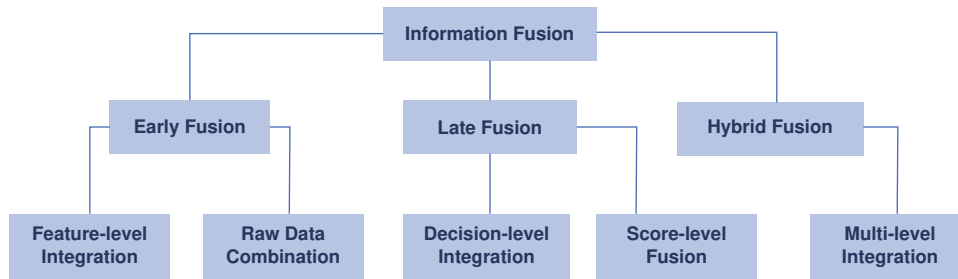 Information Fusion
Early Fusion
Late Fusion
Hybrid Fusion
Feature-level
Integration
Raw Data
Combination
Decision-level
Integration
Score-level
Fusion
Multi-level
Integration